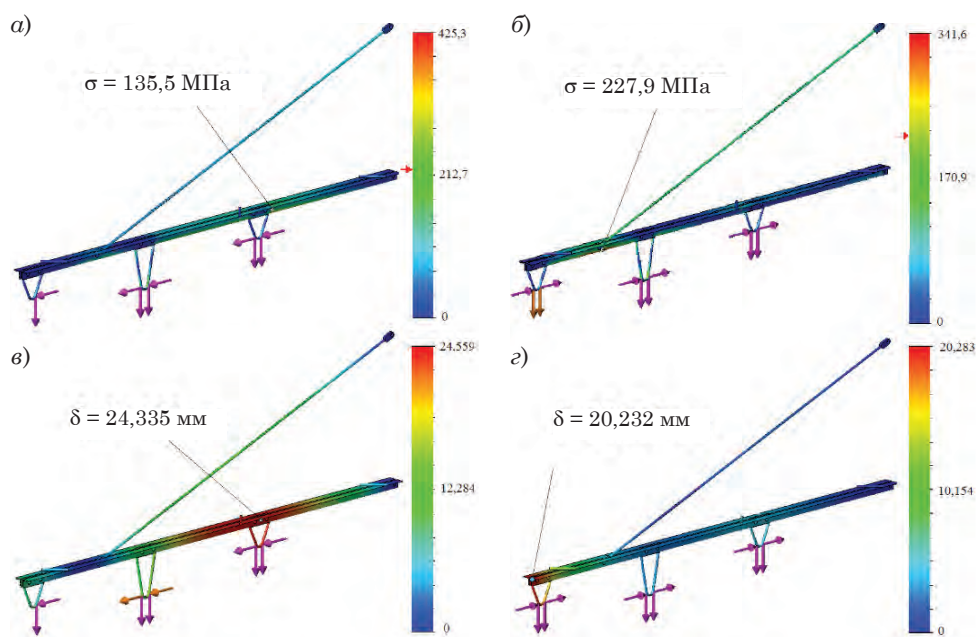 а)
425,3
σ = 135,5 МПа
212,7
0
б)
341,6
σ = 227,9 МПа
170,9
0
в)
24,559
δ = 24,335 мм
12,284
0
г)
20,283
δ = 20,232 мм
10,154
0